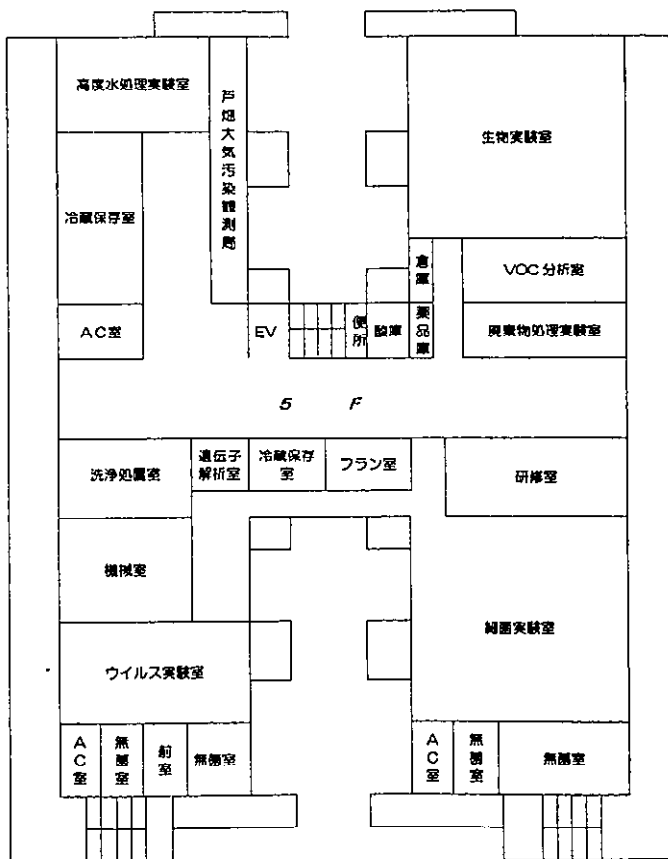 高度水処理実験室
戸畑大気汚染観測局
生物実験室
冷蔵保存室
倉庫
VOC分析室
AC室
EV
便所
酸庫
薬品庫
廃棄物処理実験室
5 F
洗浄処置室
遺伝子
解析室
冷蔵保存
室
フラン室
研修室
機械室
細菌実験室
ウイルス実験室
AC室
無菌室
前室
無菌室
AC室
無菌室
無菌室